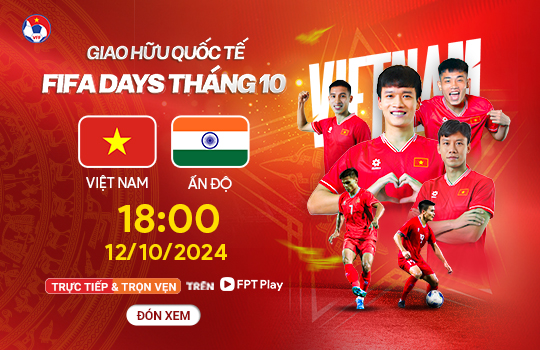 VFF
GIAO HỮU QUỐC TẾ
FIFA DAYS THÁNG 10
VIETNAM
VIỆT NAM
ẤN ĐỘ
18:00
12/10/2024
TRỰC TIẾP & TRỌN VẸN TRÊN FPT Play
ĐÓN XEM